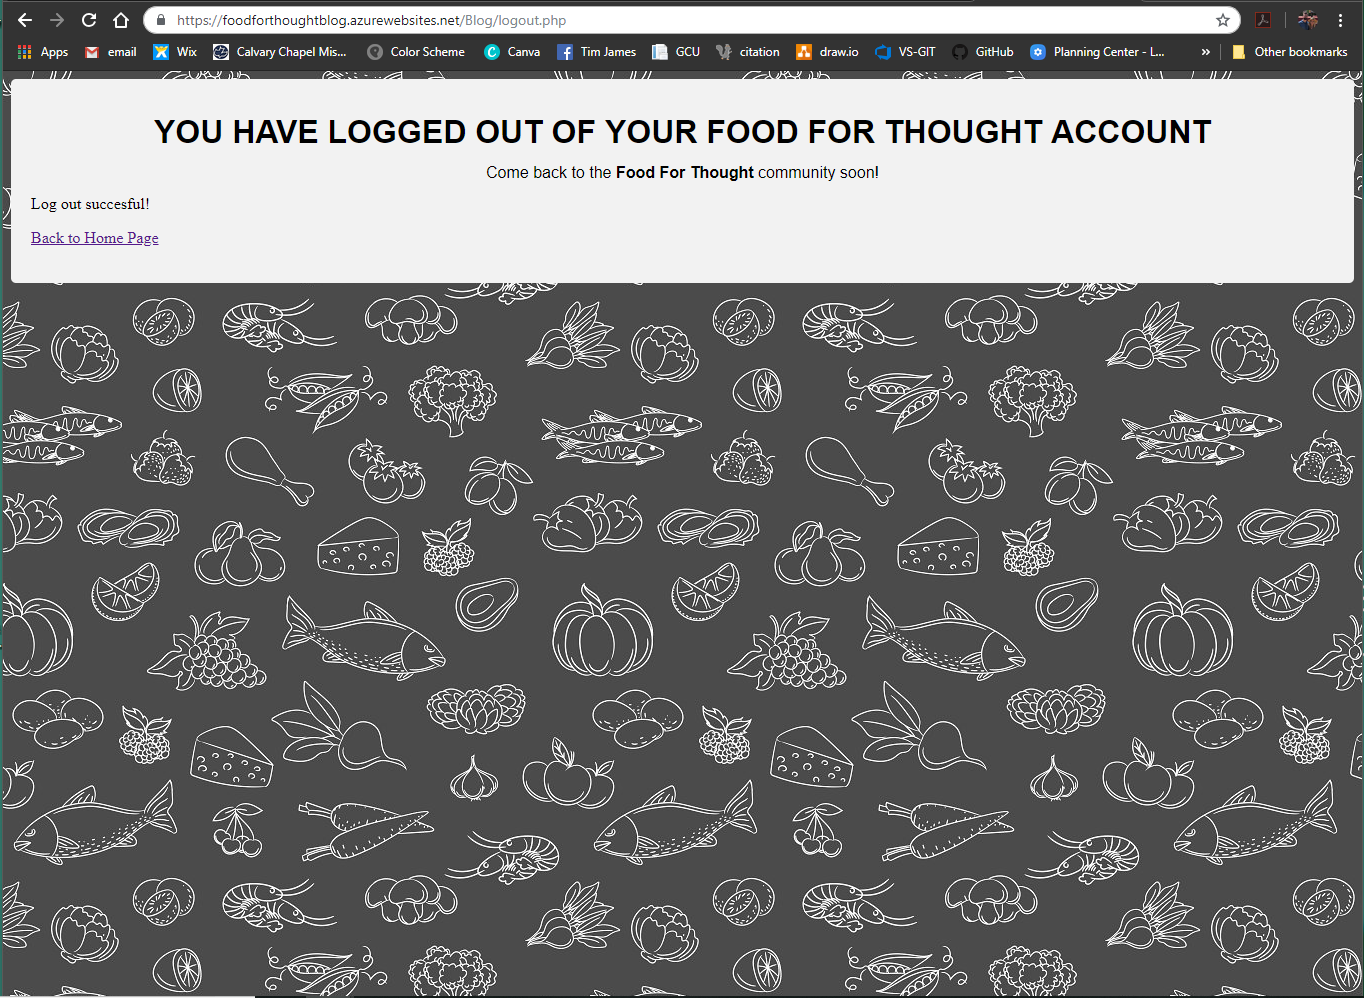 https://foodforthoughtblog.azurewebsites.net/Blog/logout.php
Apps email Wix Calvary Chapel Mis... Color Scheme Canva Tim James GCU citation draw.io VS-GIT GitHub Planning Center - L... » Other bookmarks
YOU HAVE LOGGED OUT OF YOUR FOOD FOR THOUGHT ACCOUNT
Come back to the Food For Thought community soon!
Log out succesful!
Back to Home Page